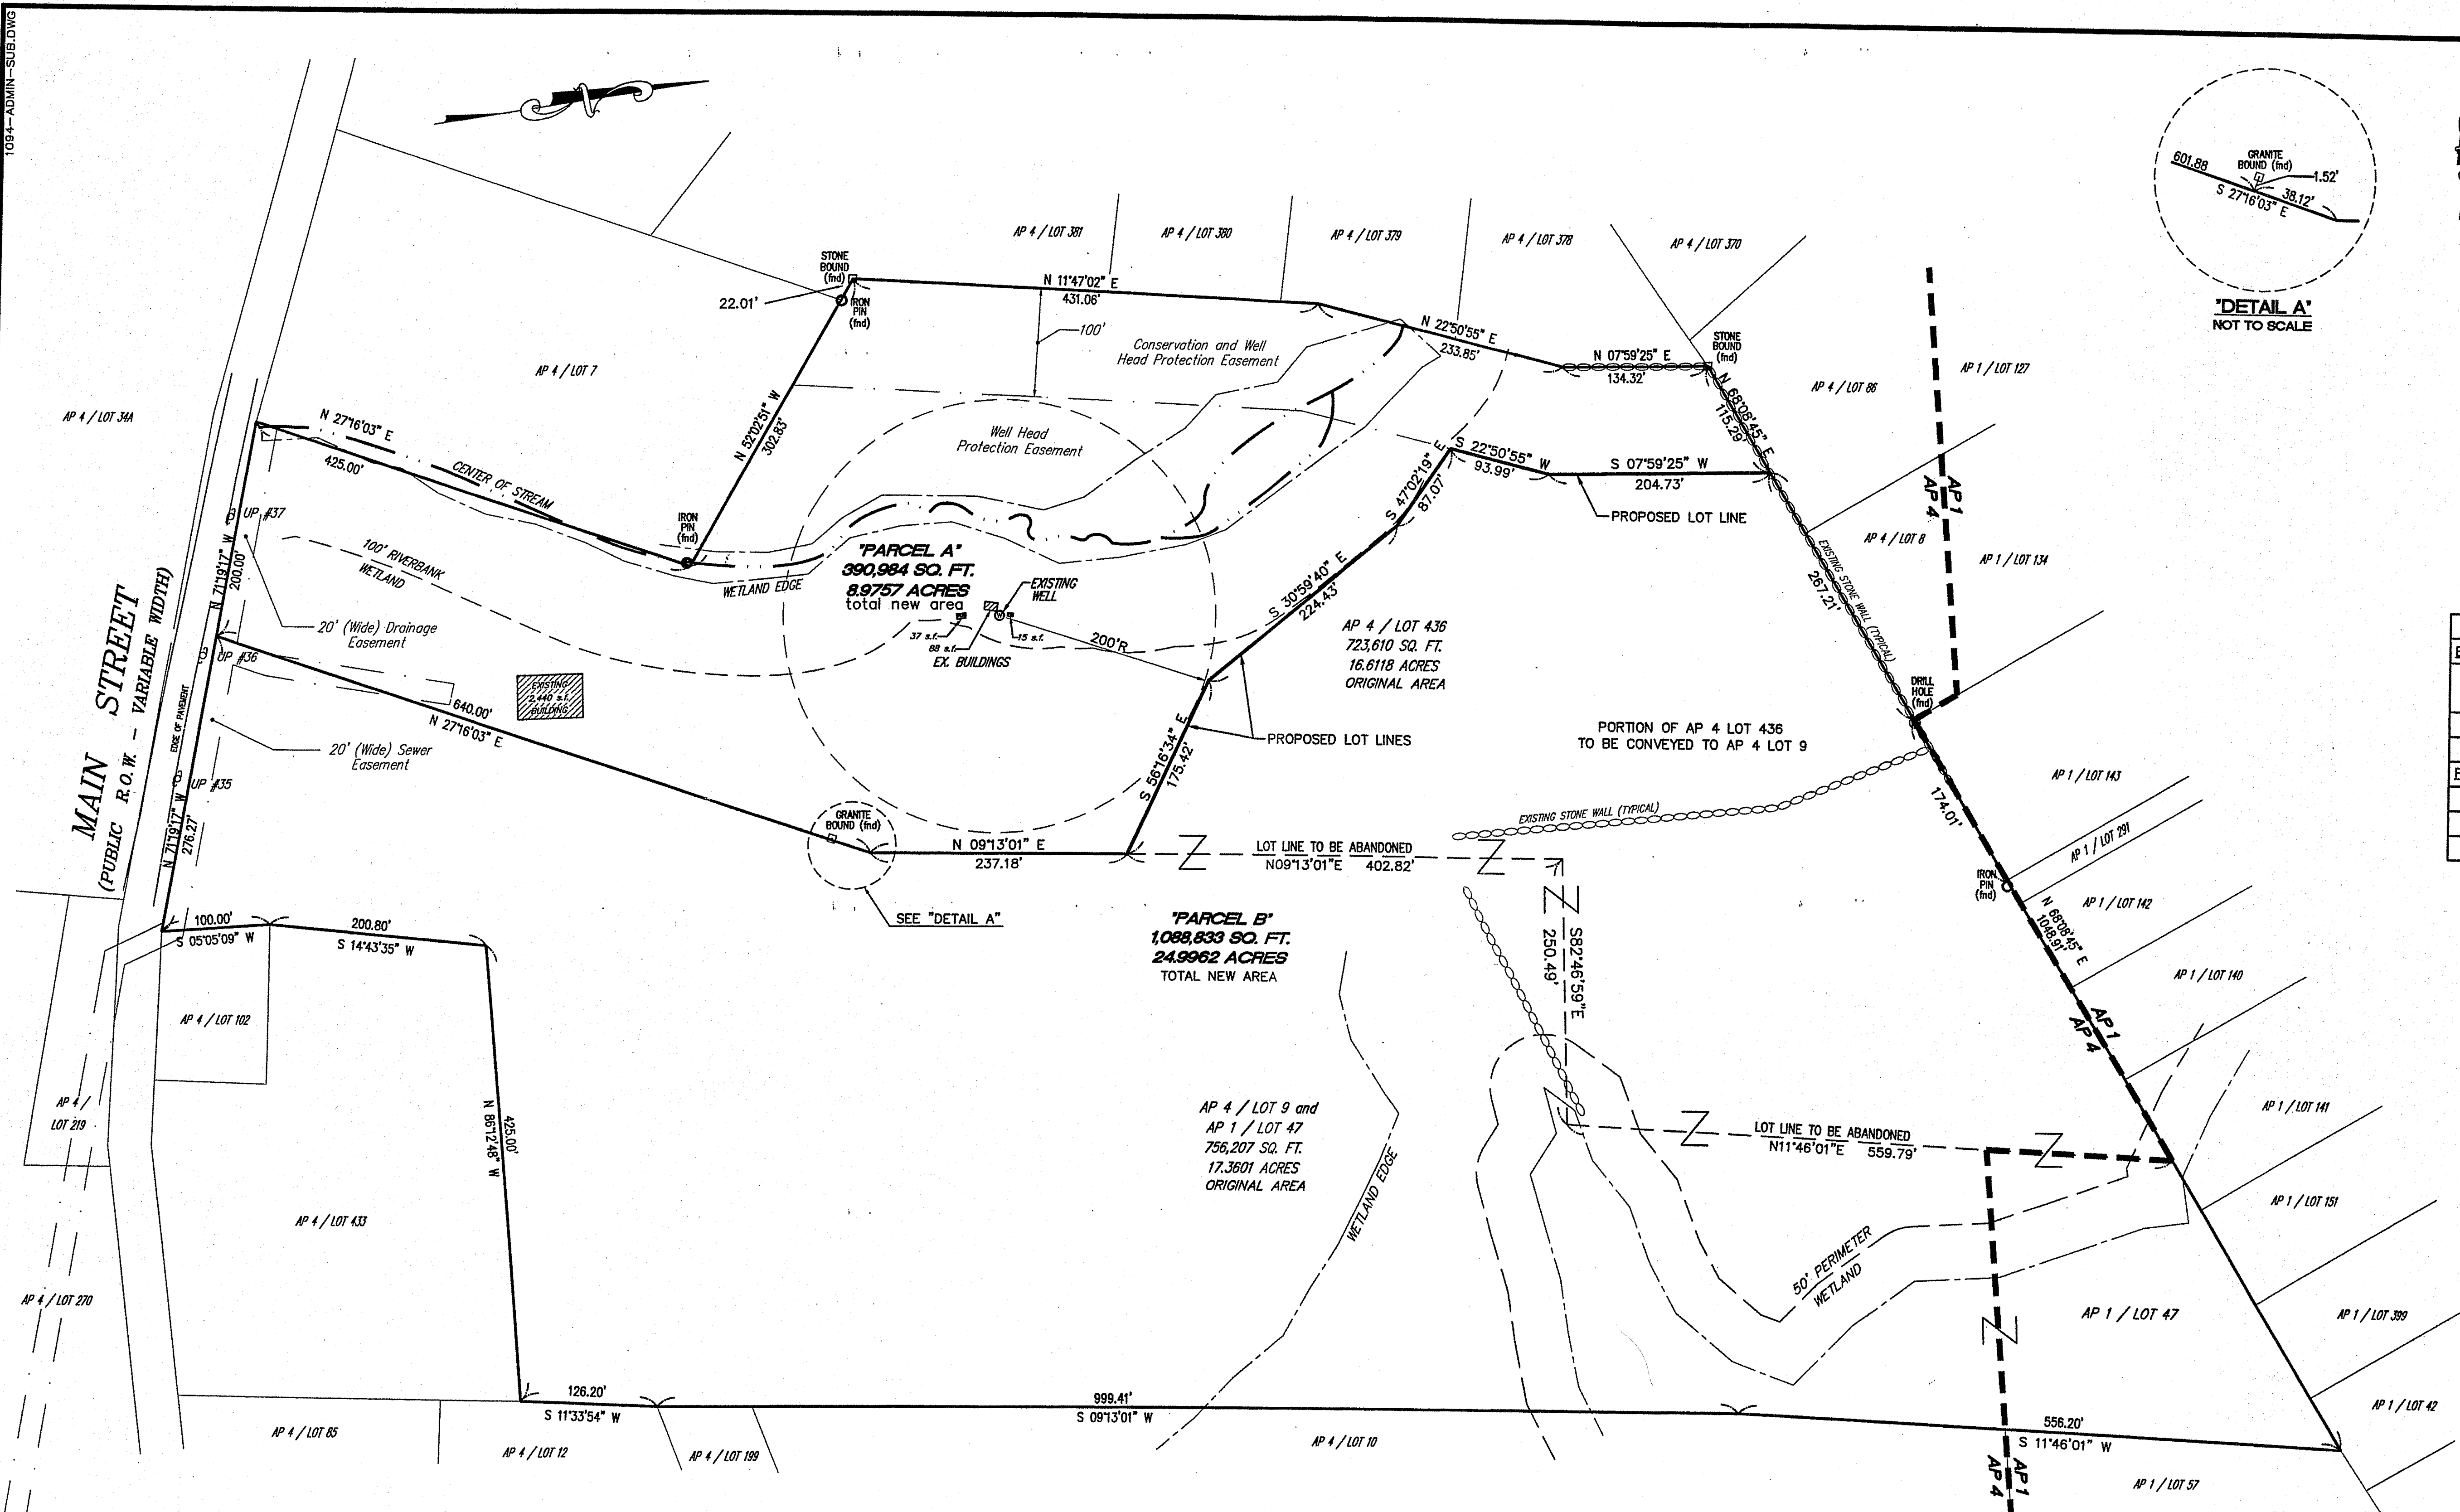 1094-ADMIN-SUB.DWG
N
601.88
GRANITE
BOUND (fnd)
1.52'
38.12'
S 27°16'03" E
"DETAIL A"
NOT TO SCALE
AP 4 / LOT 381
AP 4 / LOT 380
AP 4 / LOT 379
AP 4 / LOT 378
AP 4 / LOT 370
STONE
BOUND
(fnd)
22.01'
IRON
PIN
(fnd)
N 11°47'02" E
431.06'
100'
Conservation and Well
Head Protection Easement
N 22°50'55" E
233.85'
N 07°59'25" E
134.32'
STONE
BOUND
(fnd)
N 68°08'45" E
115.29'
AP 4 / LOT 86
AP 1 / LOT 127
AP 1
AP 4
AP 4 / LOT 7
AP 4 / LOT 34A
N 27°16'03" E
425.00'
CENTER OF STREAM
N 52°02'51" W
302.83'
Well Head
Protection Easement
S 47°02'19" E
87.07'
S 22°50'55" W
93.99'
S 07°59'25" W
204.73'
PROPOSED LOT LINE
AP 4 / LOT 8
AP 1 / LOT 134
EXISTING STONE WALL (TYPICAL)
267.21'
IRON
PIN
(fnd)
UP #37
N 71°19'17" W
200.00'
100' RIVERBANK
WETLAND
WETLAND EDGE
"PARCEL A"
390,984 SQ. FT.
8.9757 ACRES
total new area
EXISTING
WELL
37 s.f.
88 s.f.
15 s.f.
EX. BUILDINGS
200'R
S 30°59'40" E
224.43'
AP 4 / LOT 436
723,610 SQ. FT.
16.6118 ACRES
ORIGINAL AREA
MAIN STREET
(PUBLIC R.O.W. - VARIABLE WIDTH)
20' (Wide) Drainage
Easement
UP #36
EDGE OF PAVEMENT
EXISTING
2,440 s.f.
BUILDING
640.00'
N 27°16'03" E
20' (Wide) Sewer
Easement
UP #35
N 71°19'17" W
276.27'
S 56°16'34" E
175.42'
PROPOSED LOT LINES
PORTION OF AP 4 LOT 436
TO BE CONVEYED TO AP 4 LOT 9
DRILL
HOLE
(fnd)
174.01'
AP 1 / LOT 143
AP 1 / LOT 291
EXISTING STONE WALL (TYPICAL)
GRANITE
BOUND (fnd)
N 09°13'01" E
237.18'
LOT LINE TO BE ABANDONED
N09°13'01"E 402.82'
IRON
PIN
(fnd)
AP 1 / LOT 142
N 68°08'45" E
1048.91'
SEE "DETAIL A"
100.00'
S 05°05'09" W
200.80'
S 14°43'35" W
"PARCEL B"
1,088,833 SQ. FT.
24.9962 ACRES
TOTAL NEW AREA
S82°46'59"E
250.49'
AP 1 / LOT 140
AP 4 / LOT 102
AP 1
AP 4
AP 4 /
LOT 219
N 86°12'48" W
425.00'
AP 4 / LOT 9 and
AP 1 / LOT 47
756,207 SQ. FT.
17.3601 ACRES
ORIGINAL AREA
WETLAND EDGE
LOT LINE TO BE ABANDONED
N11°46'01"E 559.79'
AP 1 / LOT 141
AP 1 / LOT 151
AP 4 / LOT 433
50' PERIMETER
WETLAND
AP 4 / LOT 270
AP 1 / LOT 47
AP 1 / LOT 399
126.20'
S 11°33'54" W
999.41'
S 09°13'01" W
556.20'
S 11°46'01" W
AP 1 / LOT 42
AP 4 / LOT 85
AP 4 / LOT 12
AP 4 / LOT 199
AP 4 / LOT 10
AP 1
AP 4
AP 1 / LOT 57